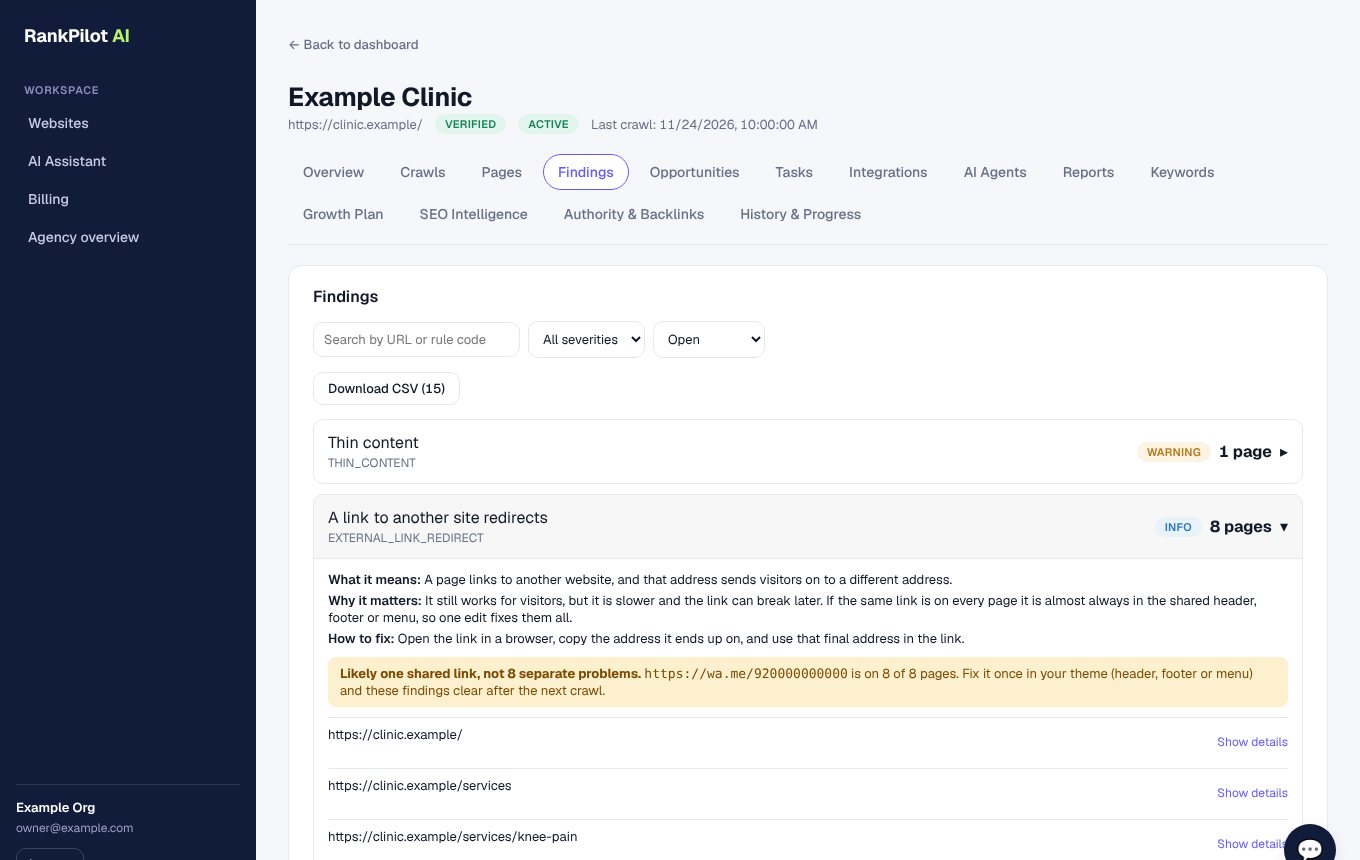 RankPilot AI
WORKSPACE
Websites
AI Assistant
Billing
Agency overview
Example Org
owner@example.com
← Back to dashboard
Example Clinic
https://clinic.example/ VERIFIED ACTIVE Last crawl: 11/24/2026, 10:00:00 AM
Overview Crawls Pages Findings Opportunities Tasks Integrations AI Agents Reports Keywords
Growth Plan SEO Intelligence Authority & Backlinks History & Progress
Findings
Search by URL or rule code All severities Open
Download CSV (15)
Thin content
THIN_CONTENT
WARNING 1 page ▸
A link to another site redirects
EXTERNAL_LINK_REDIRECT
INFO 8 pages ▾
What it means: A page links to another website, and that address sends visitors on to a different address.
Why it matters: It still works for visitors, but it is slower and the link can break later. If the same link is on every page it is almost always in the shared header,
footer or menu, so one edit fixes them all.
How to fix: Open the link in a browser, copy the address it ends up on, and use that final address in the link.
Likely one shared link, not 8 separate problems. https://wa.me/920000000000 is on 8 of 8 pages. Fix it once in your theme (header, footer or menu)
and these findings clear after the next crawl.
https://clinic.example/
Show details
https://clinic.example/services
Show details
https://clinic.example/services/knee-pain
Show details